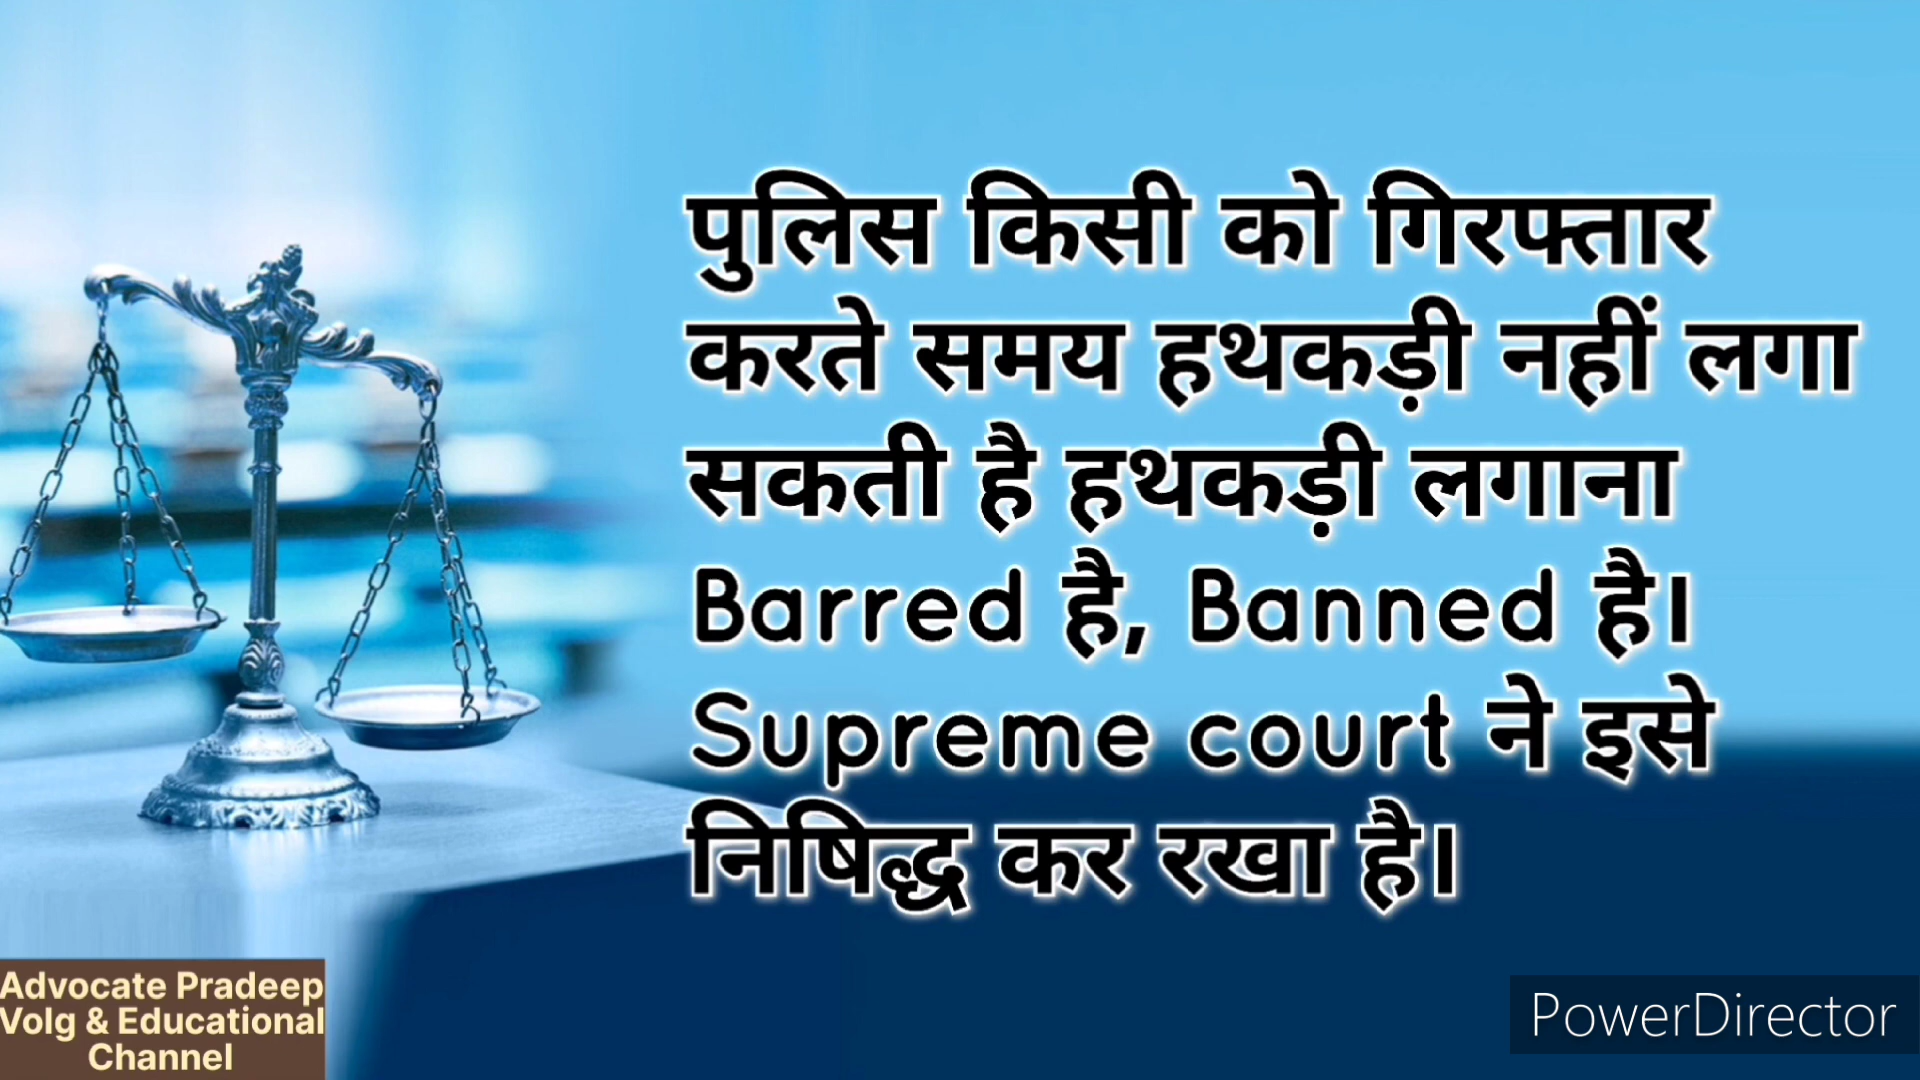 पुलिस किसी को गिरफ्तार
करते समय हथकड़ी नहीं लगा
सकती है हथकड़ी लगाना
Barred है, Banned है।
Supreme court ने इसे
निषिद्ध कर रखा है।
Advocate Pradeep
Volg & Educational
Channel
PowerDirector